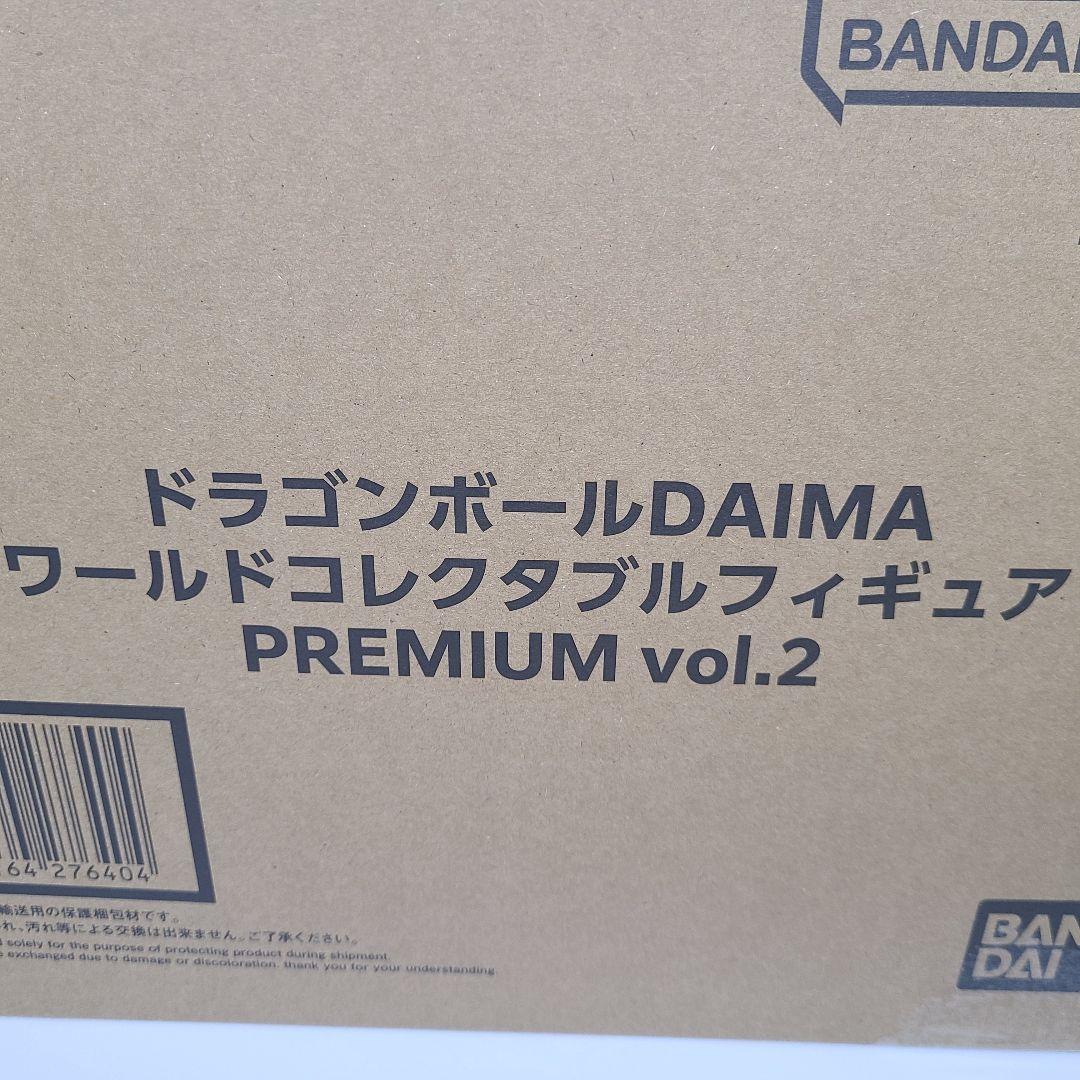 BANDAI
ドラゴンボールDAIMA
ワールドコレクタブルフィギュア
PREMIUM vol.2
64 276404
輸送用の保護梱包材です。
れ、汚れ等による交換は出来ません。ご了承ください。
solely for the purpose of protecting product during shipment.
exchanged due to damage or discoloration. thank you for your understanding.
BAN
DAI